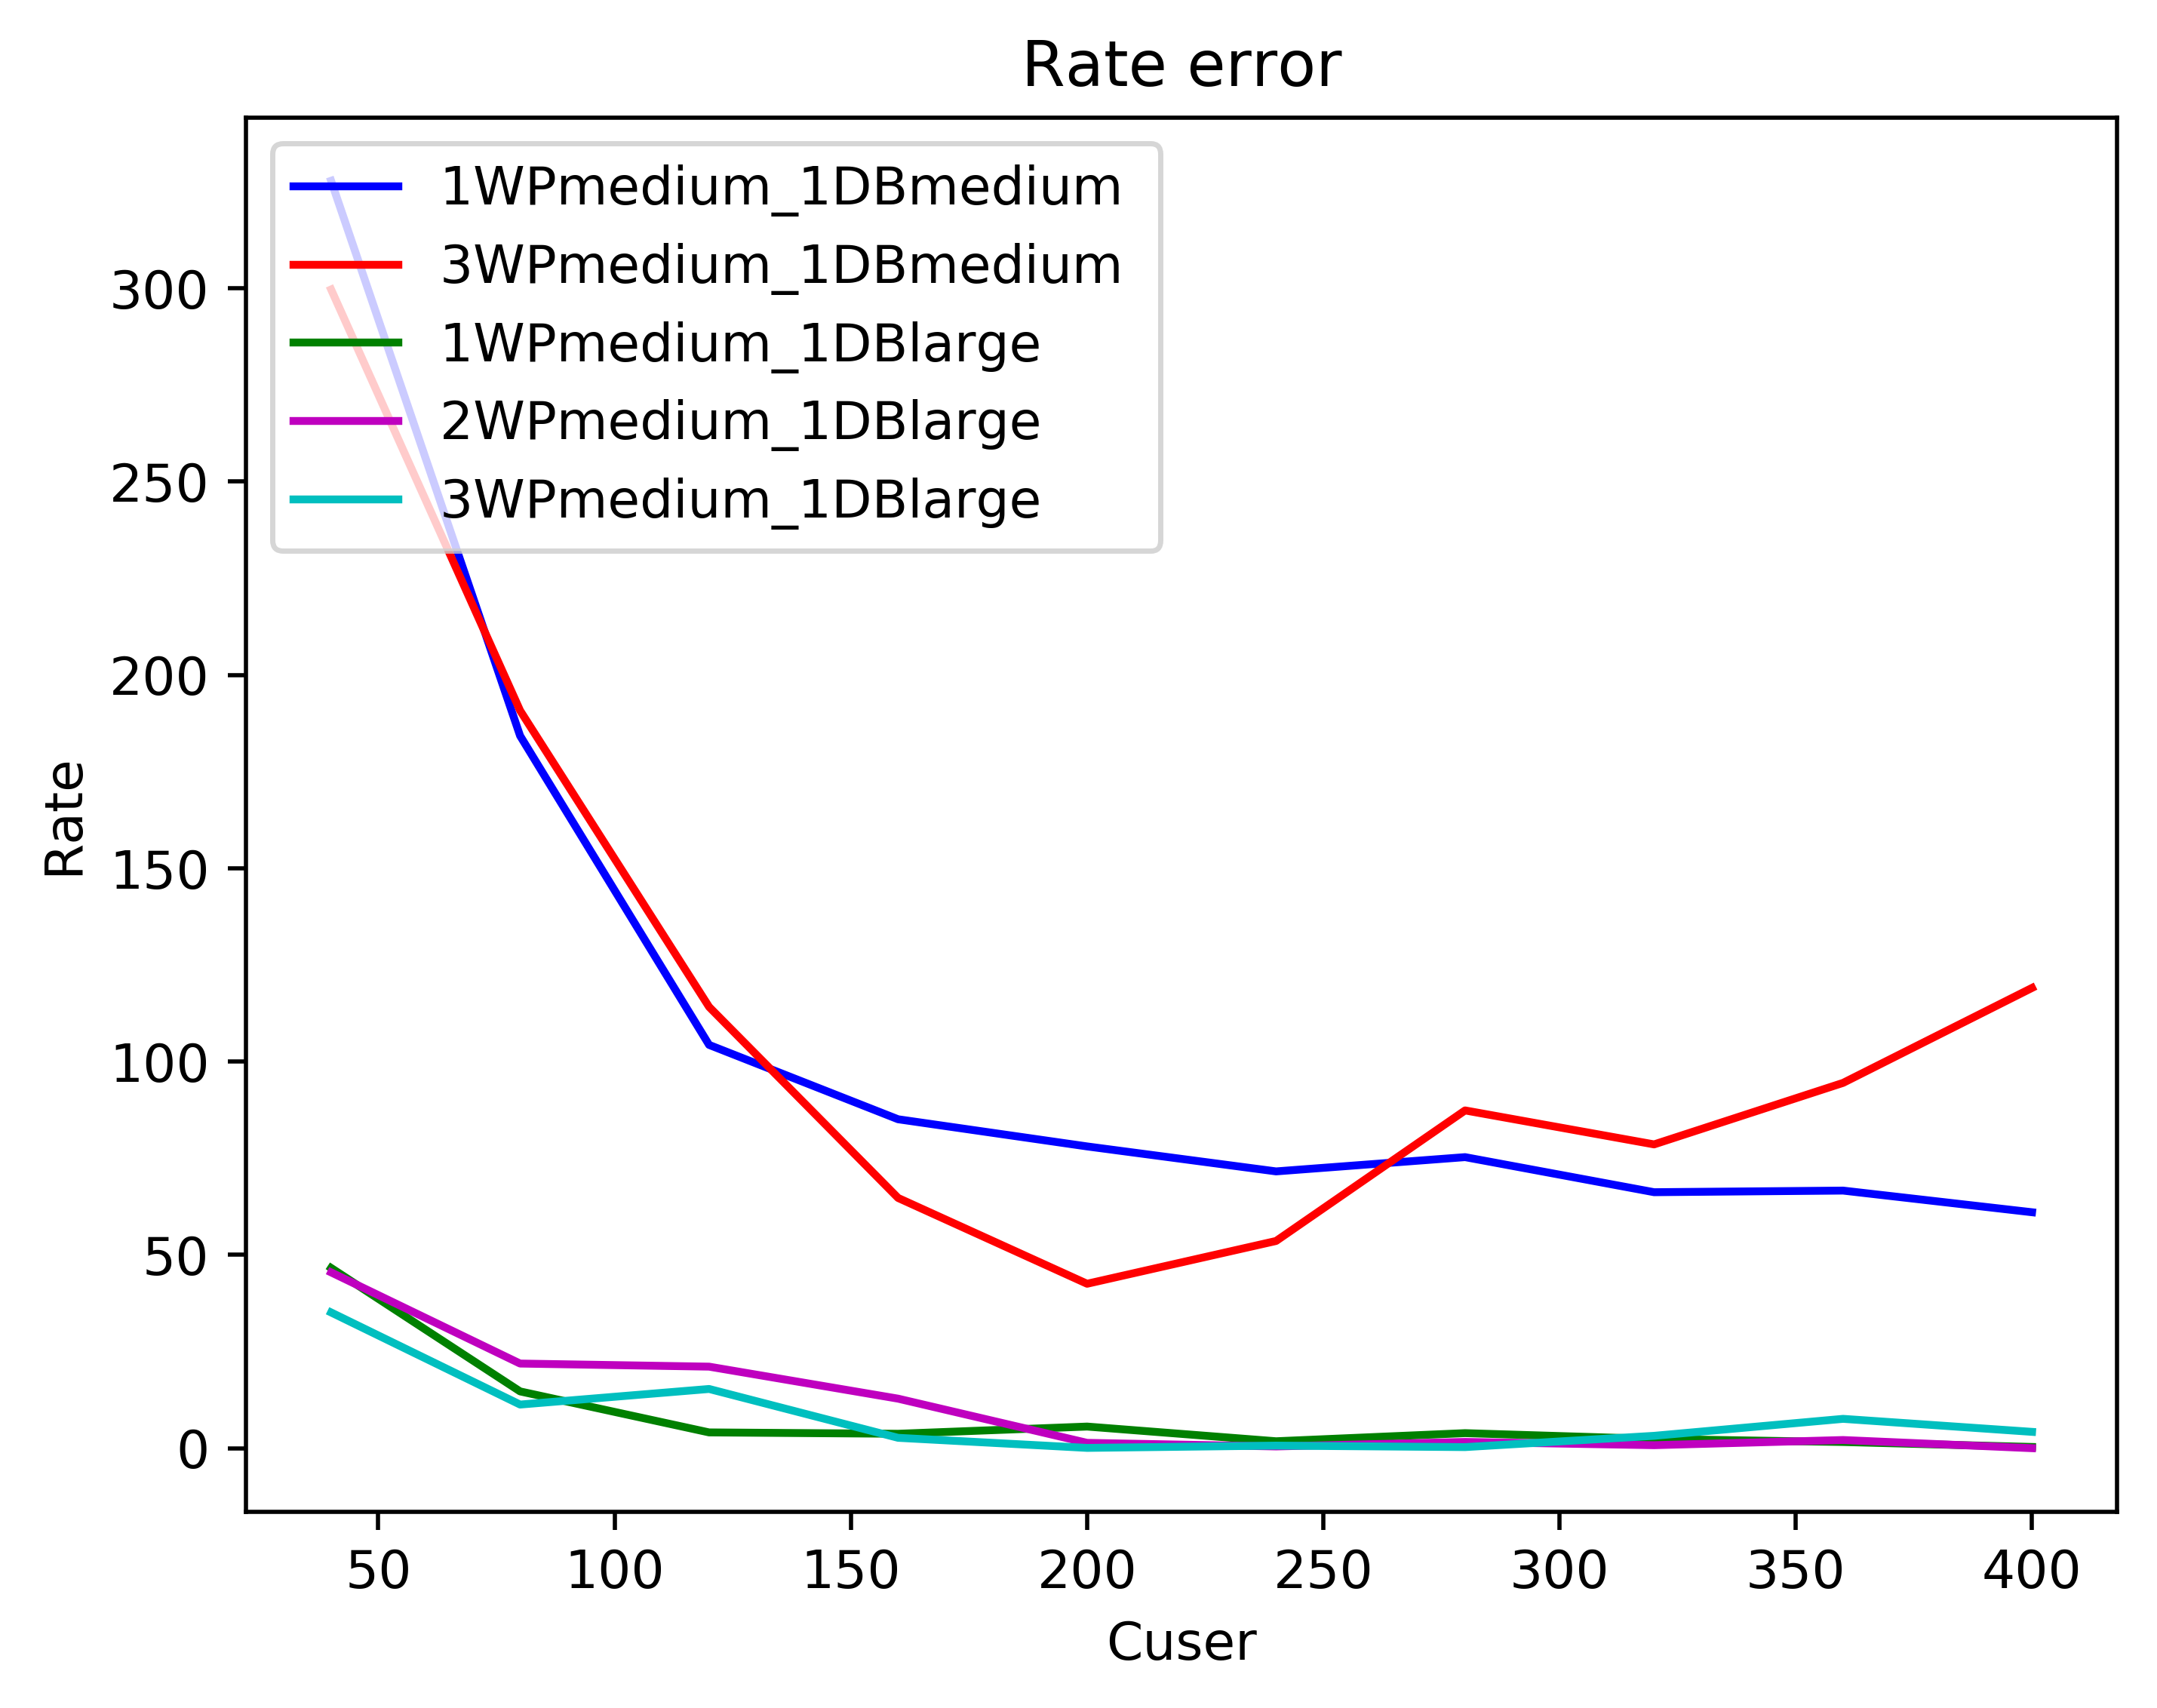 Rate error
1WPmedium_1DBmedium
3WPmedium_1DBmedium
1WPmedium_1DBlarge
2WPmedium_1DBlarge
3WPmedium_1DBlarge
Rate
300
250
200
150
100
50
0
50 100 150 200 250 300 350 400
Cuser